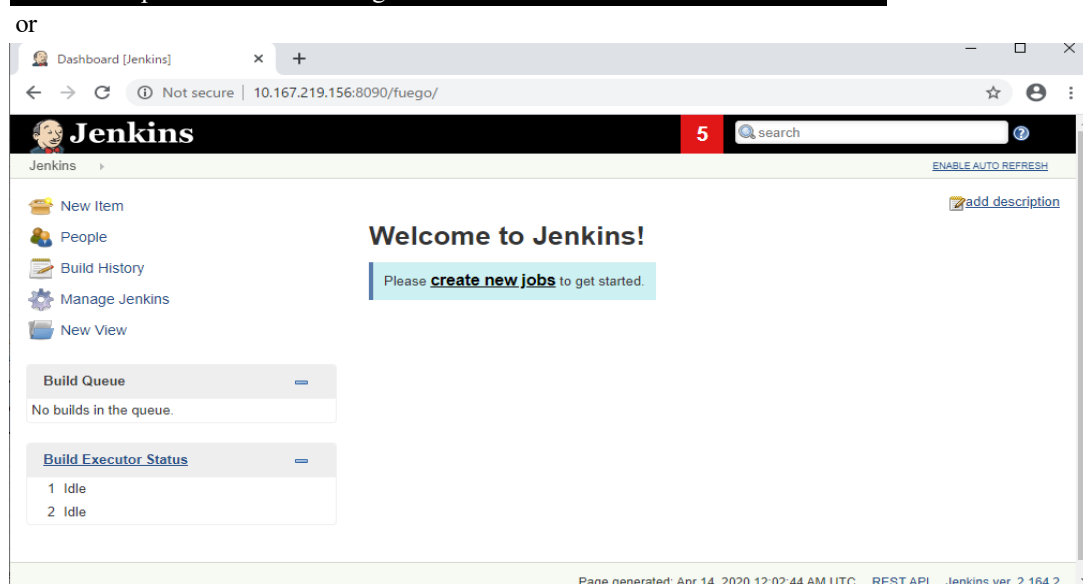 or
Dashboard [Jenkins]
Not secure | 10.167.219.156:8090/fuego/
Jenkins 5 search
Jenkins ENABLE AUTO REFRESH
add description
New Item
People
Build History
Manage Jenkins
New View
Welcome to Jenkins!
Please create new jobs to get started.
Build Queue
No builds in the queue.
Build Executor Status
1 Idle
2 Idle
Page generated: Apr 14, 2020 12:02:44 AM UTC REST API Jenkins ver. 2.164.2